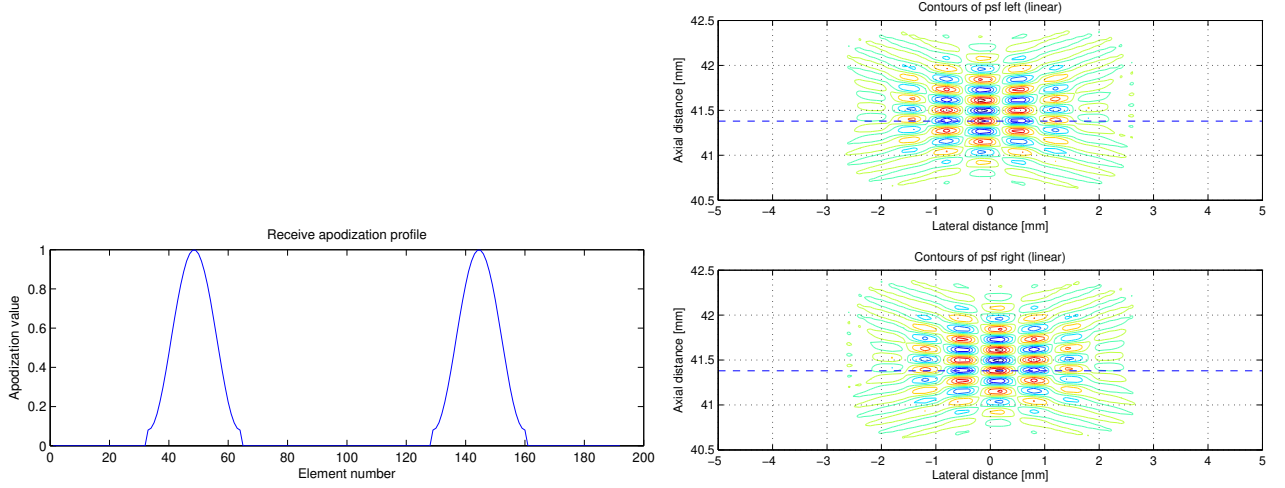 Receive apodization profile
1
0.8
0.6
0.4
0.2
0
Apodization value
0 20 40 60 80 100 120 140 160 180 200
Element number
Contours of psf left (linear)
42.5
42
41.5
41
40.5
Axial distance [mm]
−5 −4 −3 −2 −1 0 1 2 3 4 5
Lateral distance [mm]
Contours of psf right (linear)
42.5
42
41.5
41
40.5
Axial distance [mm]
−5 −4 −3 −2 −1 0 1 2 3 4 5
Lateral distance [mm]